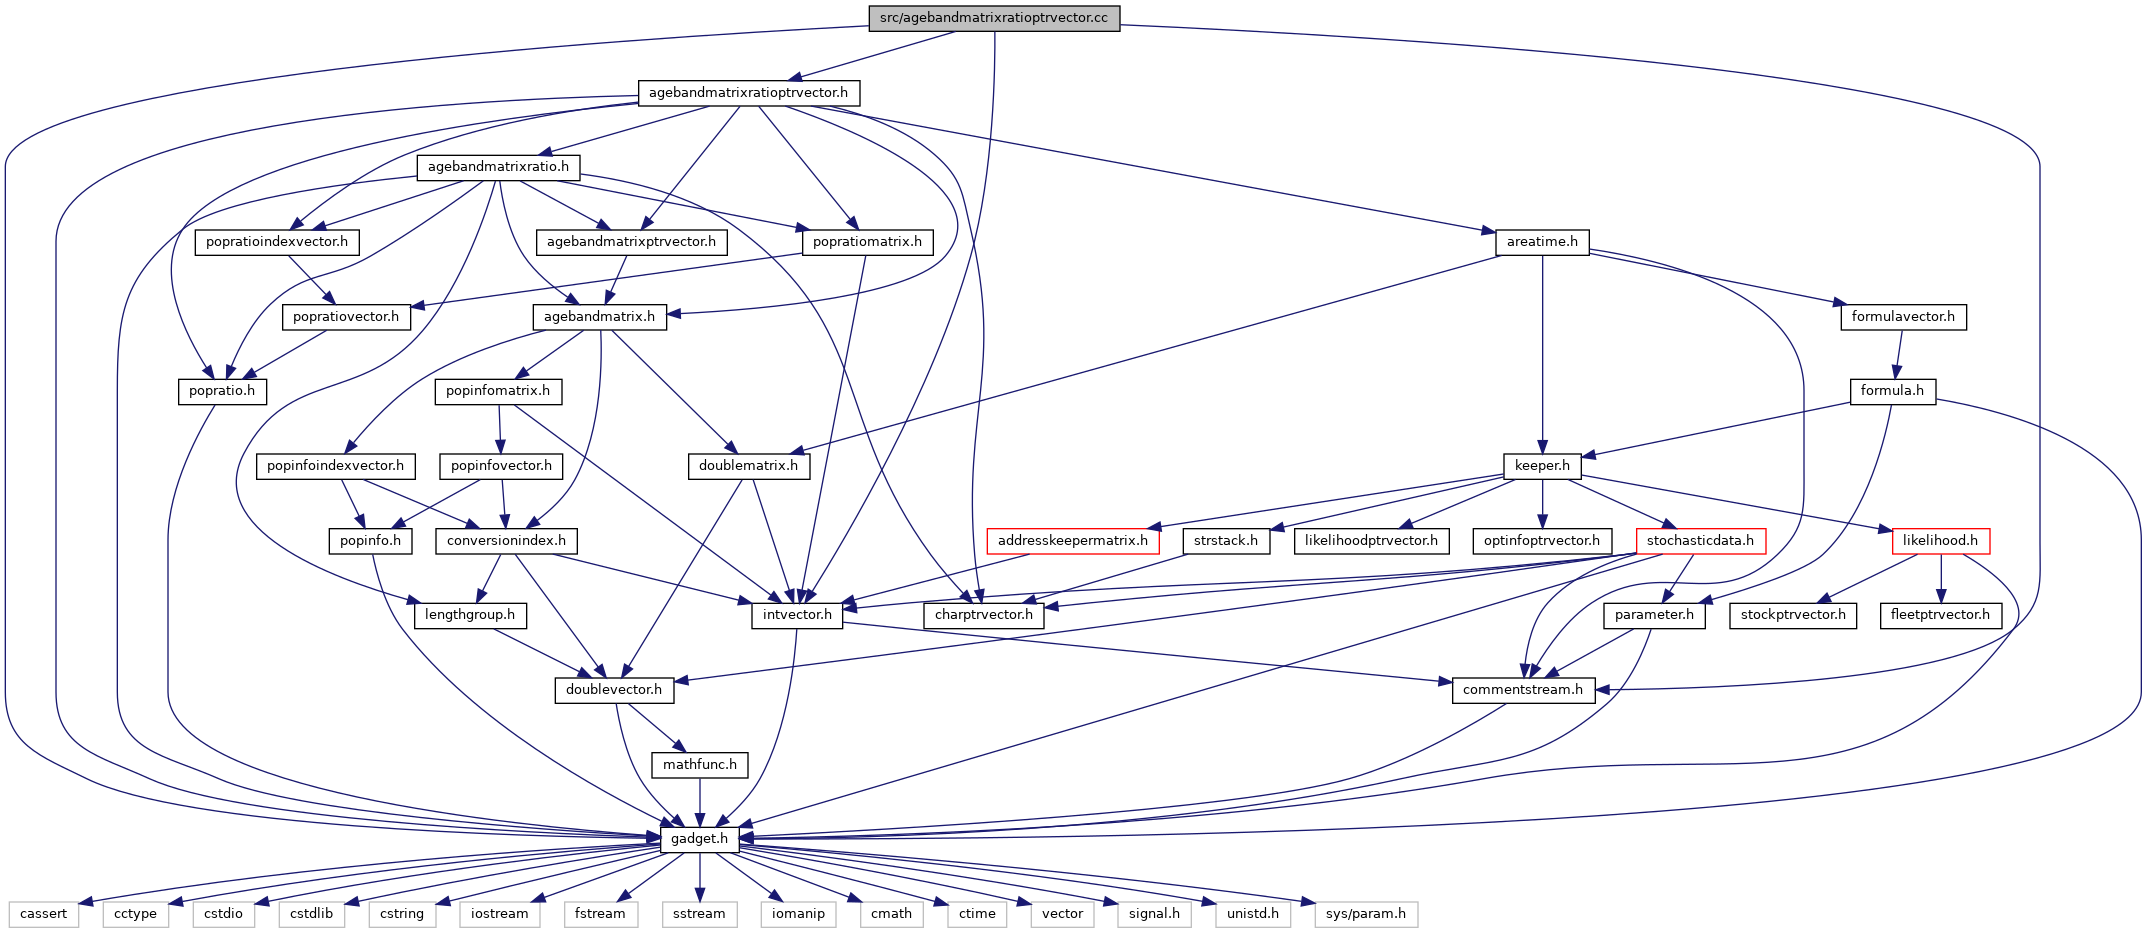 src/agebandmatrixratioptrvector.cc
agebandmatrixratioptrvector.h
agebandmatrixratio.h
popratioindexvector.h
agebandmatrixptrvector.h
popratiomatrix.h
areatime.h
popratiovector.h
agebandmatrix.h
formulavector.h
popratio.h
popinfomatrix.h
formula.h
popinfoindexvector.h
popinfovector.h
doublematrix.h
keeper.h
popinfo.h
conversionindex.h
addresskeepermatrix.h
strstack.h
likelihoodptrvector.h
optinfoptrvector.h
stochasticdata.h
likelihood.h
lengthgroup.h
intvector.h
charptrvector.h
parameter.h
stockptrvector.h
fleetptrvector.h
doublevector.h
commentstream.h
mathfunc.h
gadget.h
cassert
cctype
cstdio
cstdlib
cstring
iostream
fstream
sstream
iomanip
cmath
ctime
vector
signal.h
unistd.h
sys/param.h